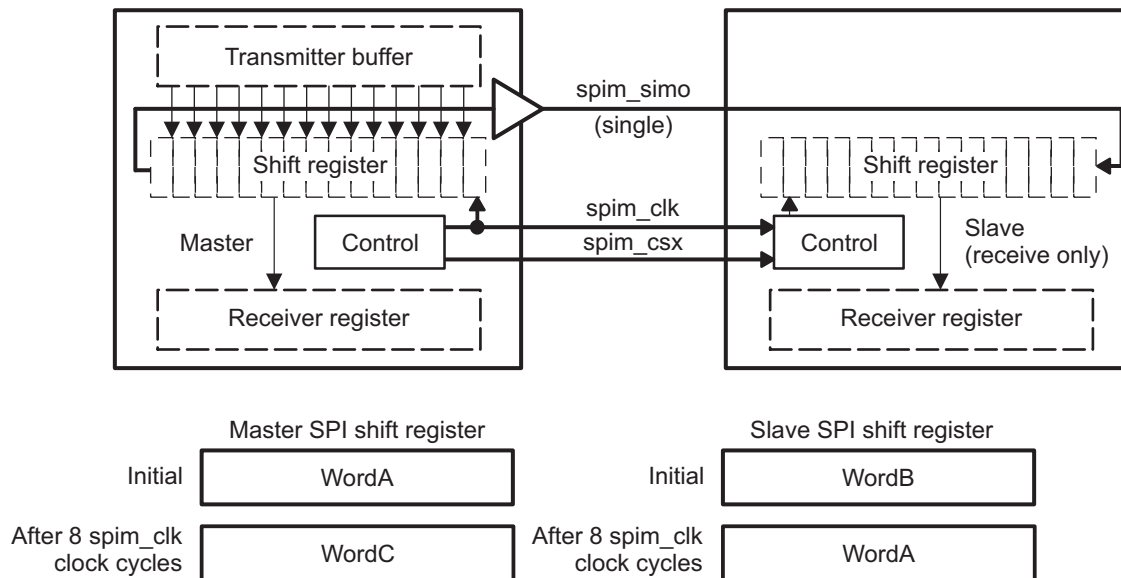 Transmitter buffer
spim_simo
(single)
Shift register
Shift register
spim_clk
Master
Control
spim_csx
Control
Slave
(receive only)
Receiver register
Receiver register
Master SPI shift register
Slave SPI shift register
Initial
WordA
Initial
WordB
After 8 spim_clk
clock cycles
WordC
After 8 spim_clk
clock cycles
WordA